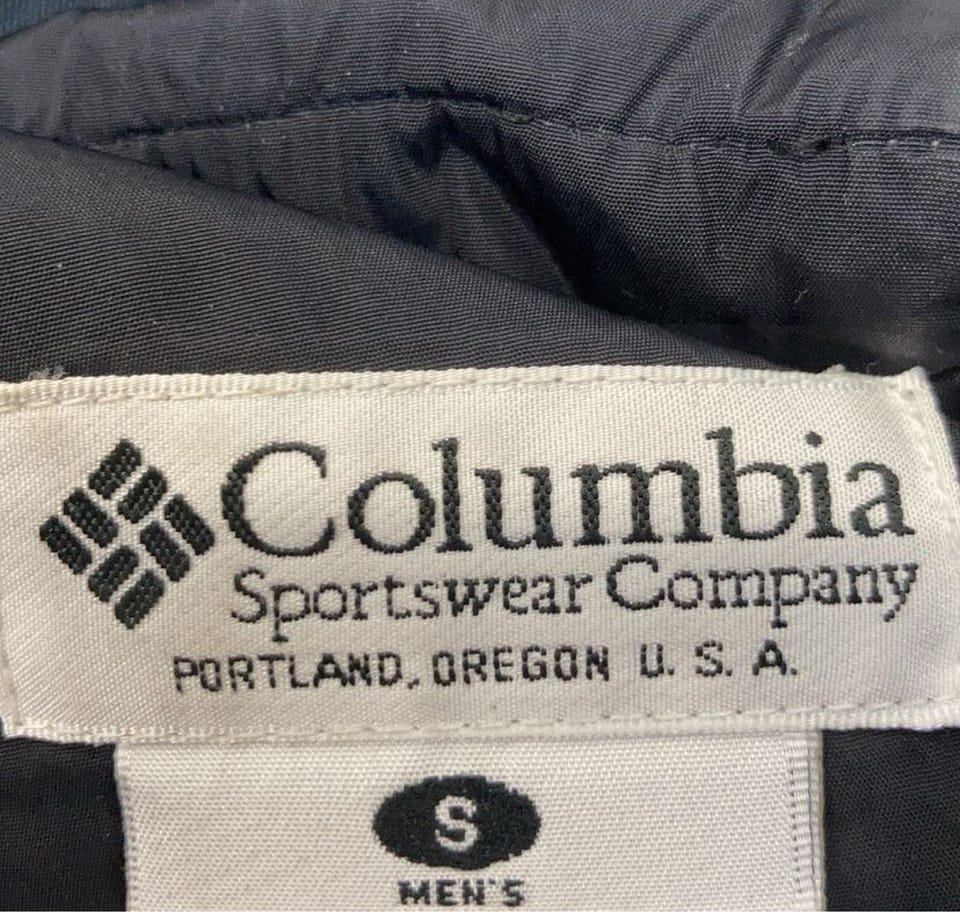 Columbia
Sportswear Company
PORTLAND, OREGON U. S. A.
S
MEN'S